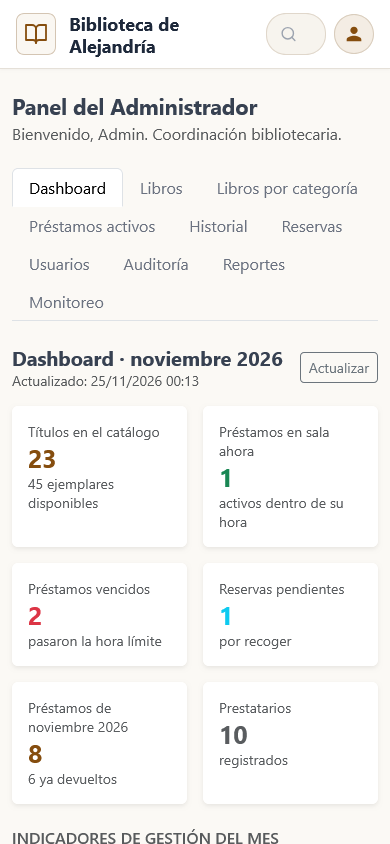 Biblioteca de
Alejandría
Panel del Administrador
Bienvenido, Admin. Coordinación bibliotecaria.
Dashboard
Libros
Libros por categoría
Préstamos activos
Historial
Reservas
Usuarios
Auditoría
Reportes
Monitoreo
Dashboard · noviembre 2026
Actualizar
Actualizado: 25/11/2026 00:13
Títulos en el catálogo
23
45 ejemplares
disponibles
Préstamos en sala
ahora
1
activos dentro de su
hora
Préstamos vencidos
2
pasaron la hora límite
Reservas pendientes
1
por recoger
Préstamos de
noviembre 2026
8
6 ya devueltos
Prestatarios
10
registrados
INDICADORES DE GESTIÓN DEL MES